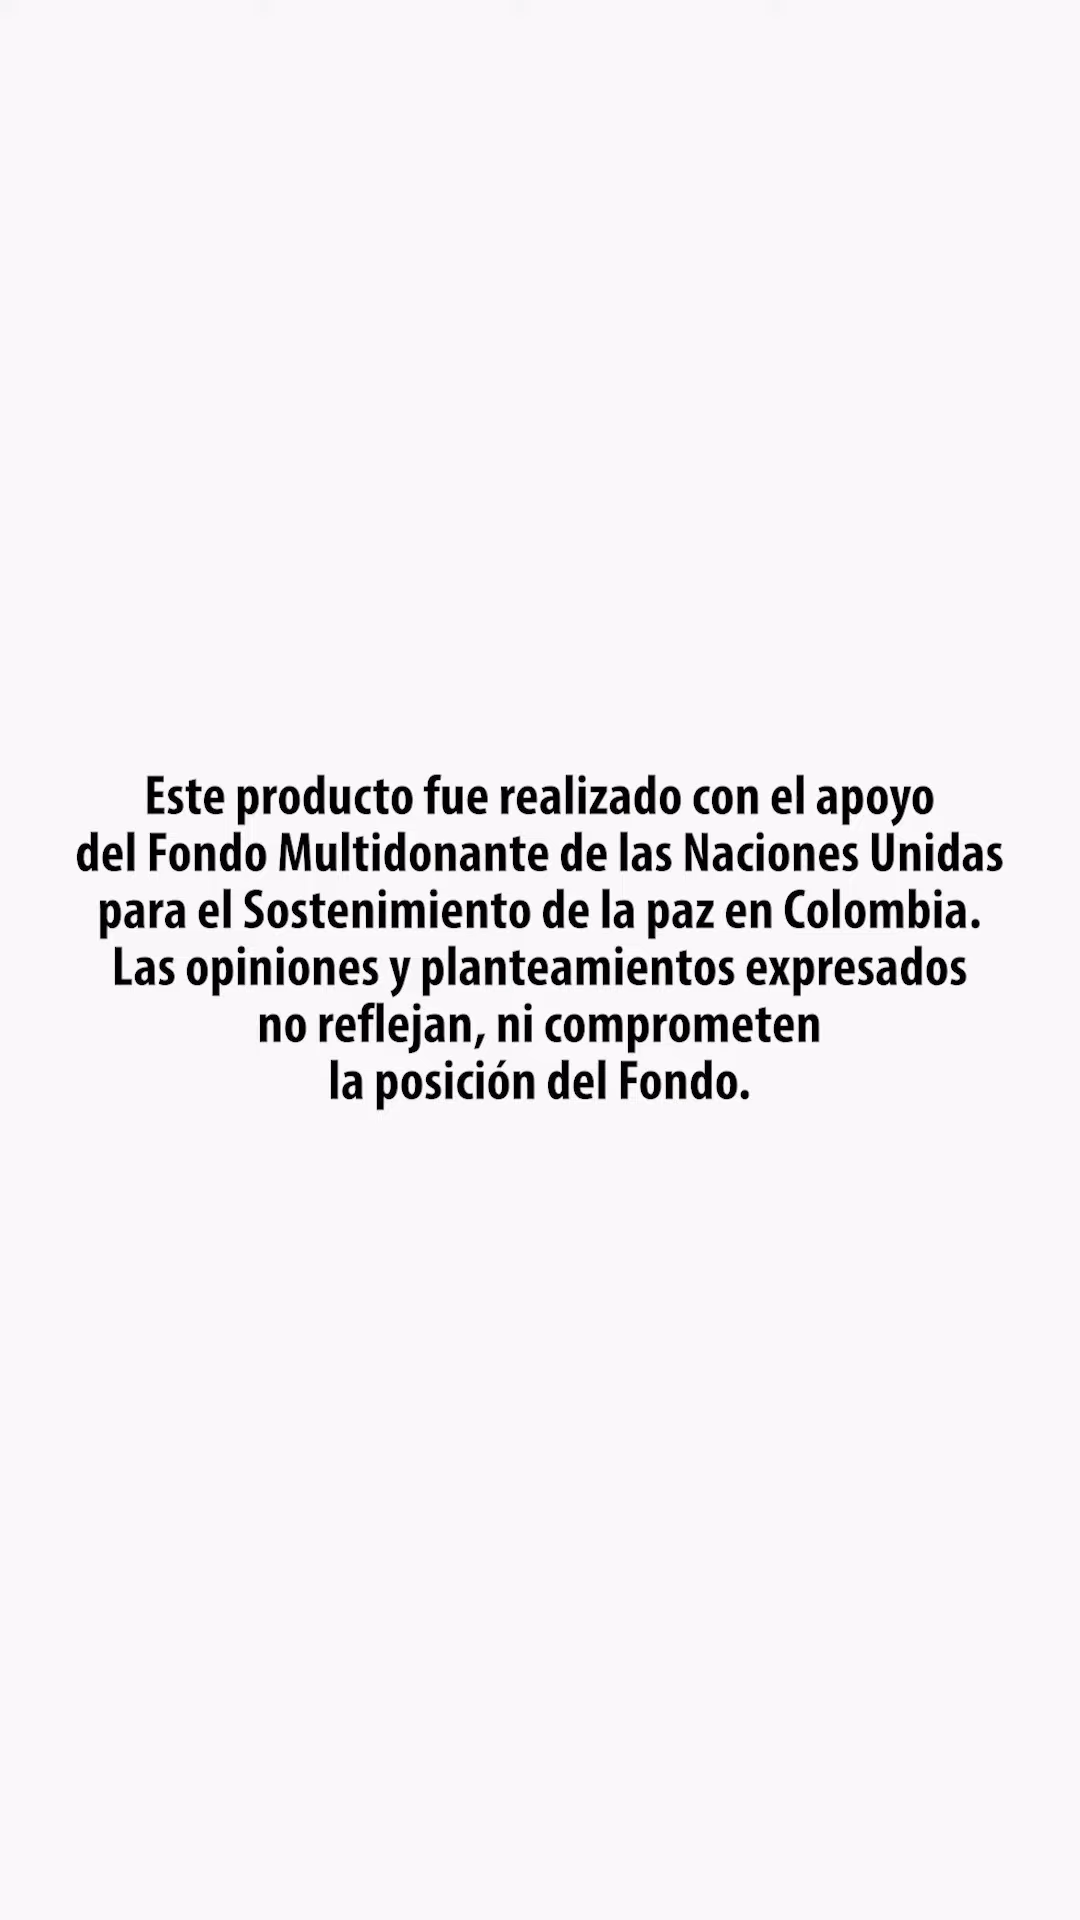 Este producto fue realizado con el apoyo
del Fondo Multidonante de las Naciones Unidas
para el Sostenimiento de la paz en Colombia.
Las opiniones y planteamientos expresados
no reflejan, ni comprometen
la posición del Fondo.